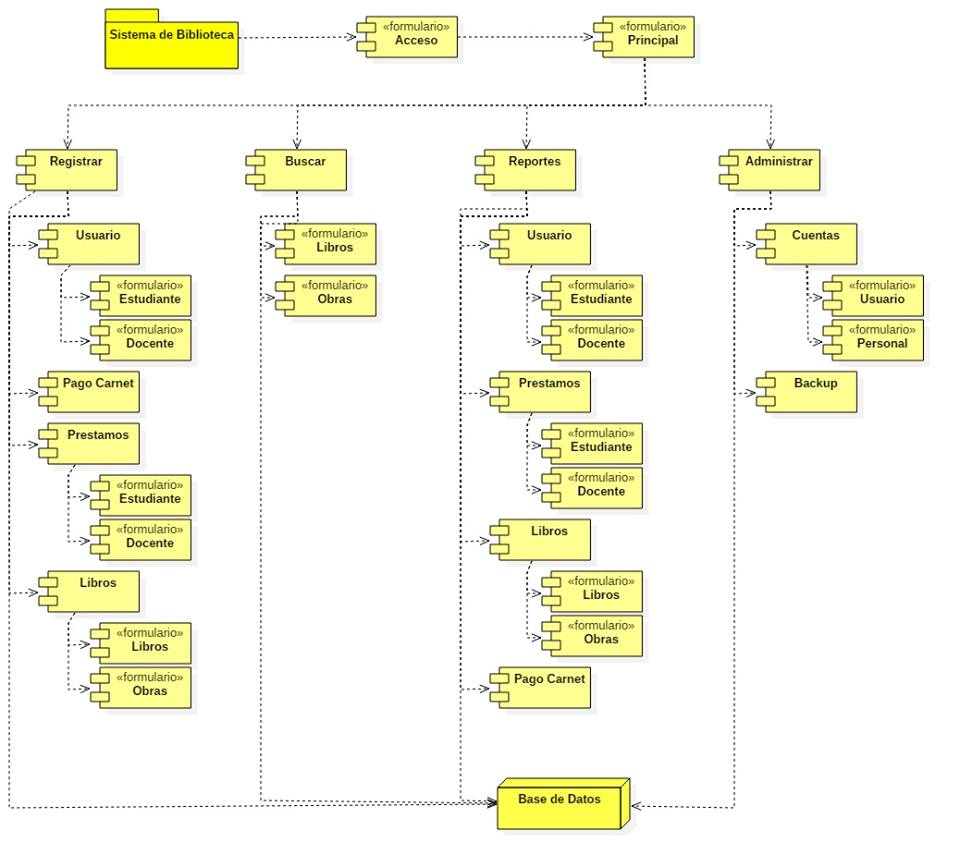 Sistema de Biblioteca
«formulario»
Acceso
«formulario»
Principal
Registrar
Buscar
Reportes
Administrar
Usuario
«formulario»
Estudiante
«formulario»
Docente
Pago Carnet
Prestamos
«formulario»
Estudiante
«formulario»
Docente
Libros
«formulario»
Libros
«formulario»
Obras
«formulario»
Libros
«formulario»
Obras
Usuario
«formulario»
Estudiante
«formulario»
Docente
Prestamos
«formulario»
Estudiante
«formulario»
Docente
Libros
«formulario»
Libros
«formulario»
Obras
Pago Carnet
Cuentas
«formulario»
Usuario
«formulario»
Personal
Backup
Base de Datos